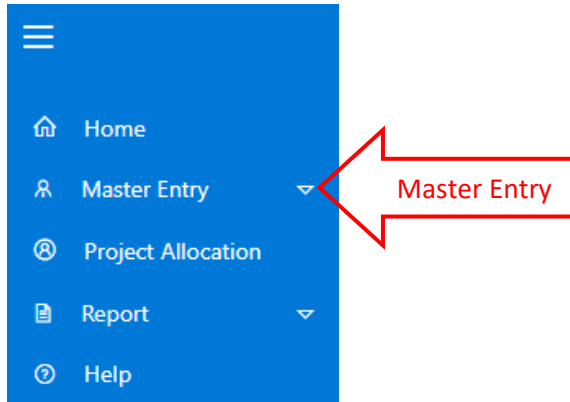 Home
Master Entry
Master Entry
Project Allocation
Report
Help